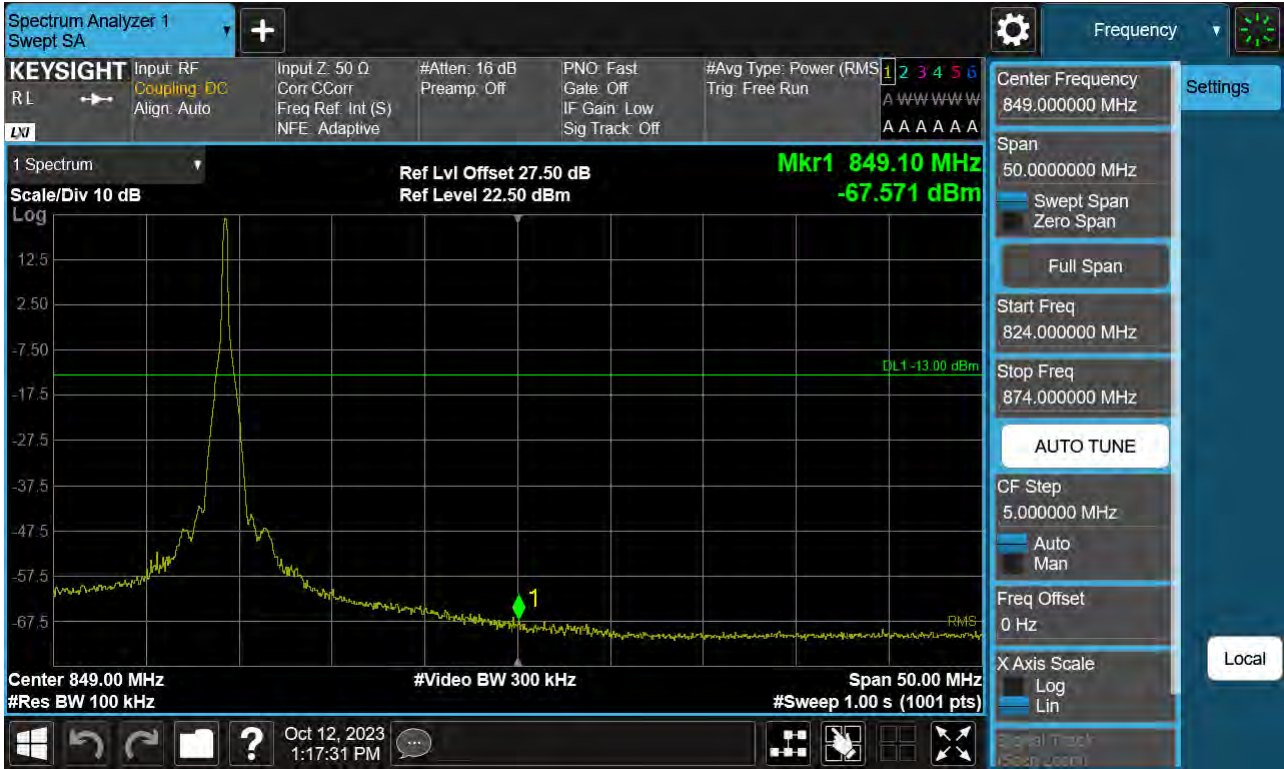 Spectrum Analyzer 1
Swept SA
+
Frequency
KEYSIGHT
RL
LXI
Input: RF
Coupling: DC
Align: Auto
Input Z: 50 Ω
Corr CCorr
Freq Ref: Int (S)
NFE: Adaptive
#Atten: 16 dB
Preamp: Off
PNO: Fast
Gate: Off
IF Gain: Low
Sig Track: Off
#Avg Type: Power (RMS
Trig: Free Run
1 2 3 4 5 6
A W W W W W
A A A A A A
1 Spectrum
Scale/Div 10 dB
Log
Ref Lvl Offset 27.50 dB
Ref Level 22.50 dBm
Mkr1 849.10 MHz
-67.571 dBm
12.5
2.50
-7.50
DL1 -13.00 dBm
-17.5
-27.5
-37.5
-47.5
-57.5
1
-67.5
RMS
Center 849.00 MHz
#Video BW 300 kHz
Span 50.00 MHz
#Res BW 100 kHz
#Sweep 1.00 s (1001 pts)
Center Frequency
849.000000 MHz
Settings
Span
50.0000000 MHz
Swept Span
Zero Span
Full Span
Start Freq
824.000000 MHz
Stop Freq
874.000000 MHz
AUTO TUNE
CF Step
5.000000 MHz
Auto
Man
Freq Offset
0 Hz
X Axis Scale
Log
Lin
Local
Signal Track
(Span Zoom)
?
Oct 12, 2023
1:17:31 PM